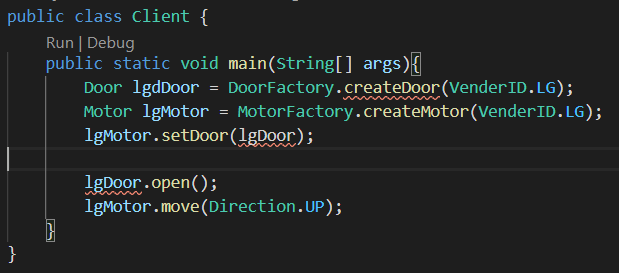 public class Client {
Run | Debug
public static void main(String[] args){
Door lgdDoor = DoorFactory.createDoor(VenderID.LG);
Motor lgMotor = MotorFactory.createMotor(VenderID.LG);
lgMotor.setDoor(lgDoor);
lgDoor.open();
lgMotor.move(Direction.UP);
}
}